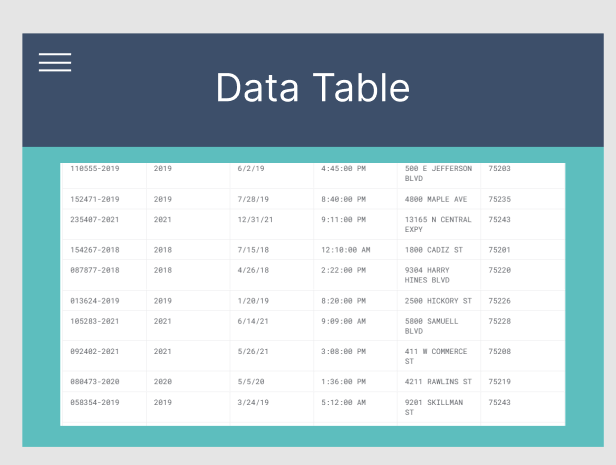 Data Table
110555-2019 2019 6/2/19 4:45:00 PM 500 E JEFFERSON 75203
BLVD
152471-2019 2019 7/28/19 8:40:00 PM 4800 MAPLE AVE 75235
235407-2021 2021 12/31/21 9:11:00 PM 13165 N CENTRAL 75243
EXPY
154267-2018 2018 7/15/18 12:10:00 AM 1800 CADIZ ST 75201
087877-2018 2018 4/26/18 2:22:00 PM 9304 HARRY 75220
HINES BLVD
013624-2019 2019 1/20/19 8:20:00 PM 2500 HICKORY ST 75226
105283-2021 2021 6/14/21 9:09:00 AM 5800 SAMUELL 75228
BLVD
092402-2021 2021 5/26/21 3:08:00 PM 411 W COMMERCE 75208
ST
080473-2020 2020 5/5/20 1:36:00 PM 4211 RAWLINS ST 75219
058354-2019 2019 3/24/19 5:12:00 AM 9201 SKILLMAN 75243
ST